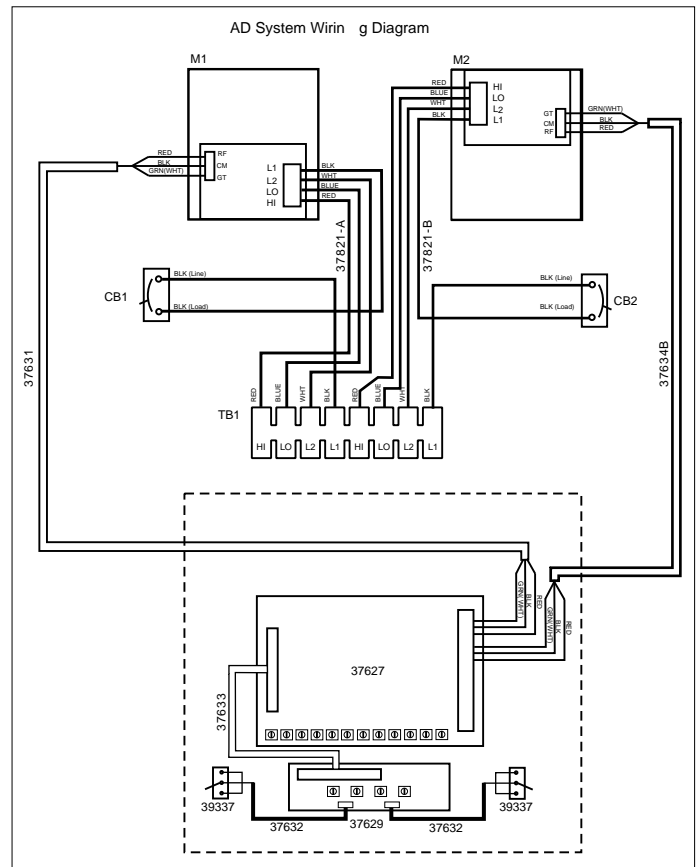 AD System Wirin g Diagram
M1
M2
RED
BLUE
WHT
BLK
HI
LO
L2
L1
GT
CM
RF
GRN(WHT)
BLK
RED
RED
BLK
GRN(WHT)
RF
CM
GT
L1
L2
LO
HI
BLK
WHT
BLUE
RED
37821-A
37821-B
CB1
BLK (Line)
BLK (Load)
BLK (Line)
BLK (Load)
CB2
37631
37634B
RED
BLUE
WHT
BLK
RED
BLUE
WHT
BLK
TB1
HI
LO
L2
L1
HI
LO
L2
L1
GRN(WHT)
BLK
RED
GRN(WHT)
BLK
RED
37627
37633
39337
37632
37629
37632
39337